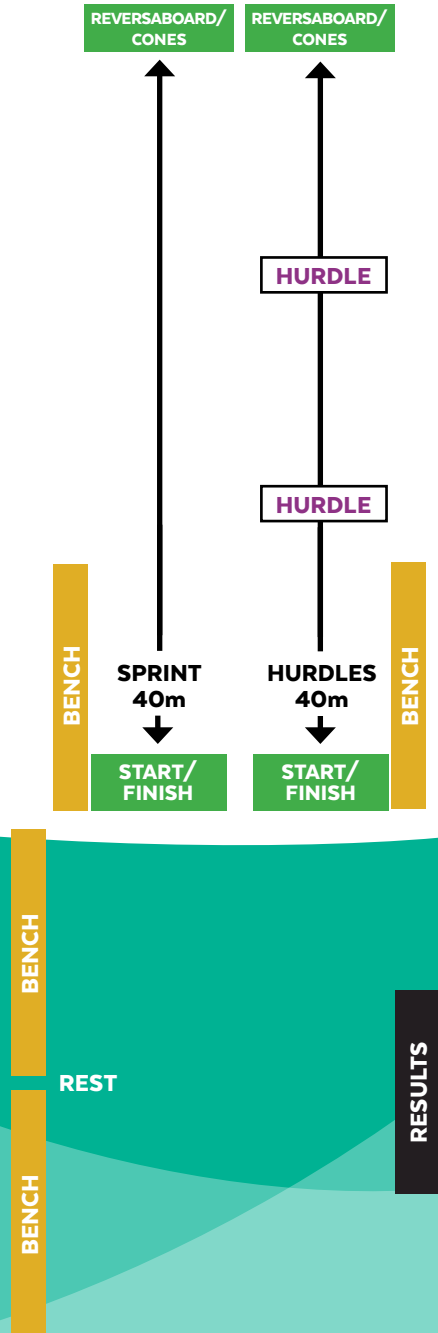 REVERSABOARD/
CONES
REVERSABOARD/
CONES
HURDLE
HURDLE
BENCH
SPRINT
40m
HURDLES
40m
BENCH
START/
FINISH
START/
FINISH
BENCH
REST
RESULTS
BENCH